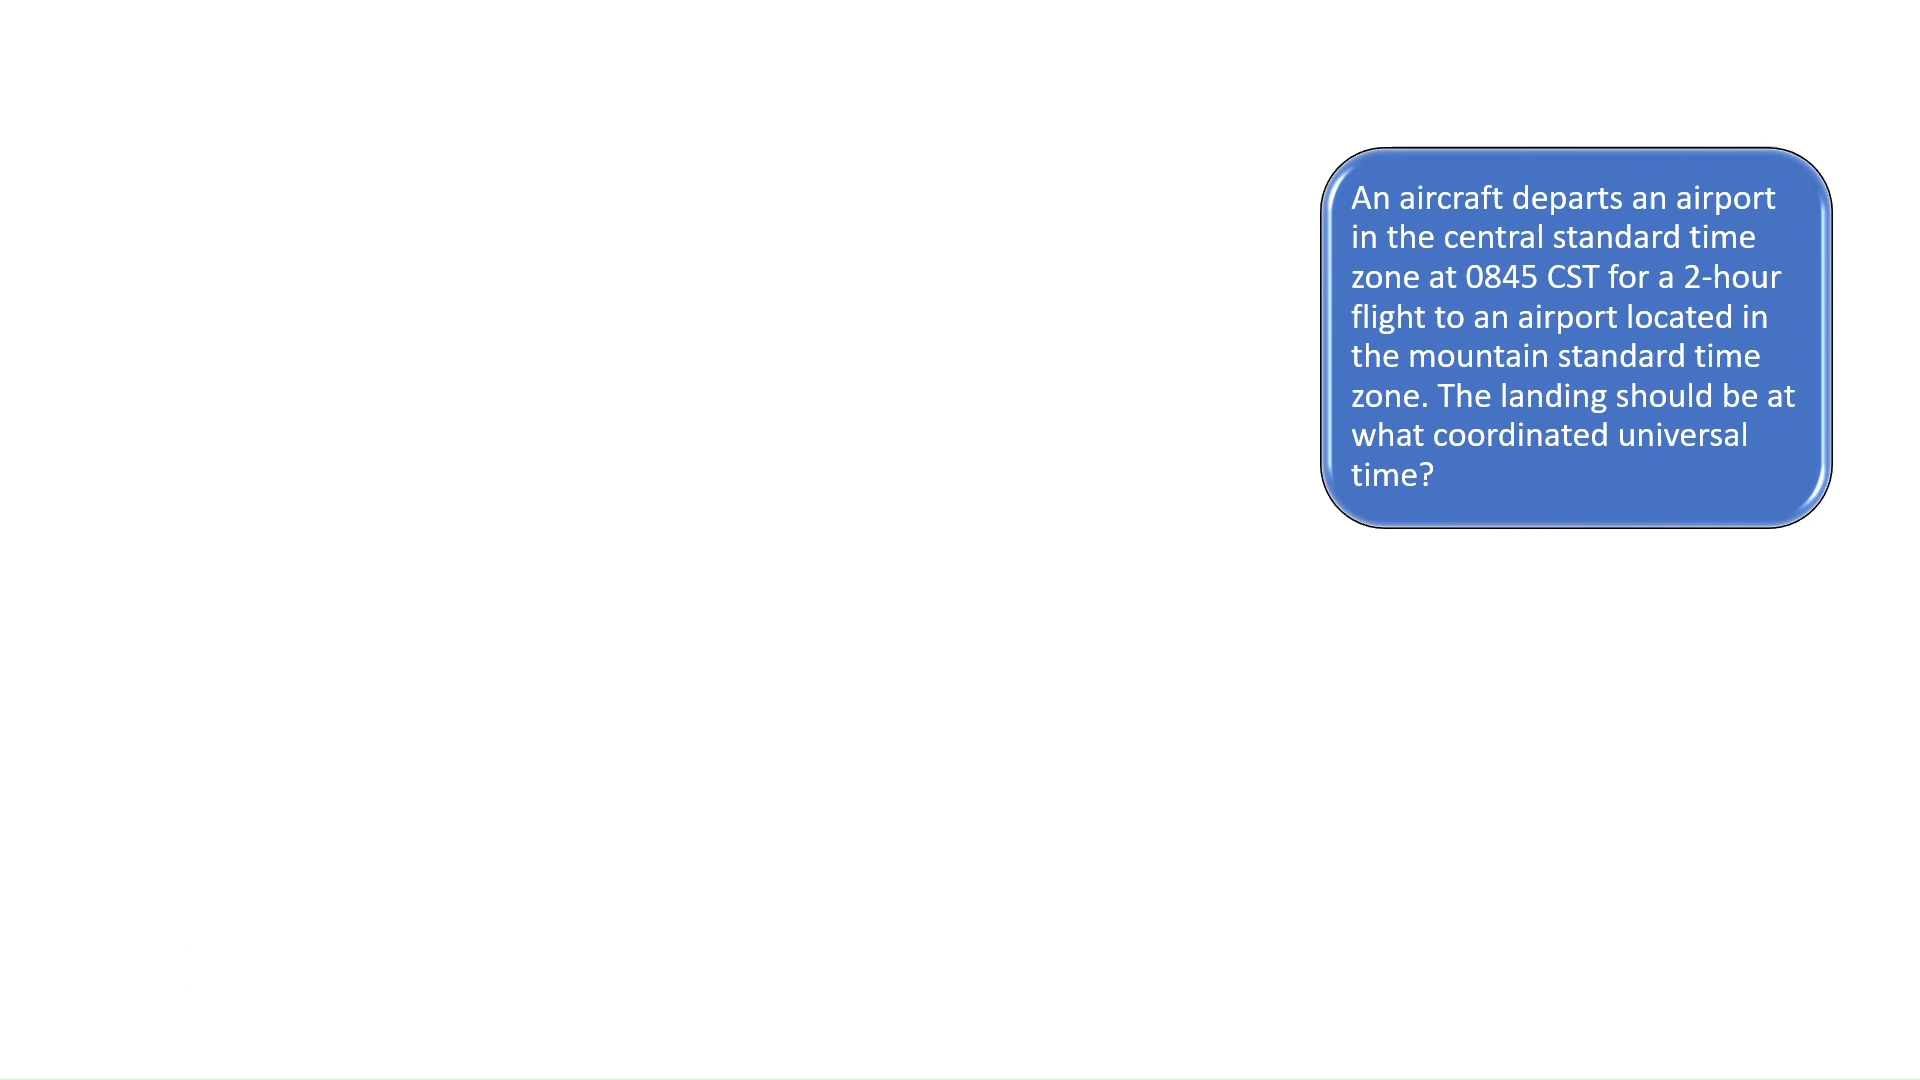 An aircraft departs an airport
in the central standard time
zone at 0845 CST for a 2-hour
flight to an airport located in
the mountain standard time
zone. The landing should be at
what coordinated universal
time?